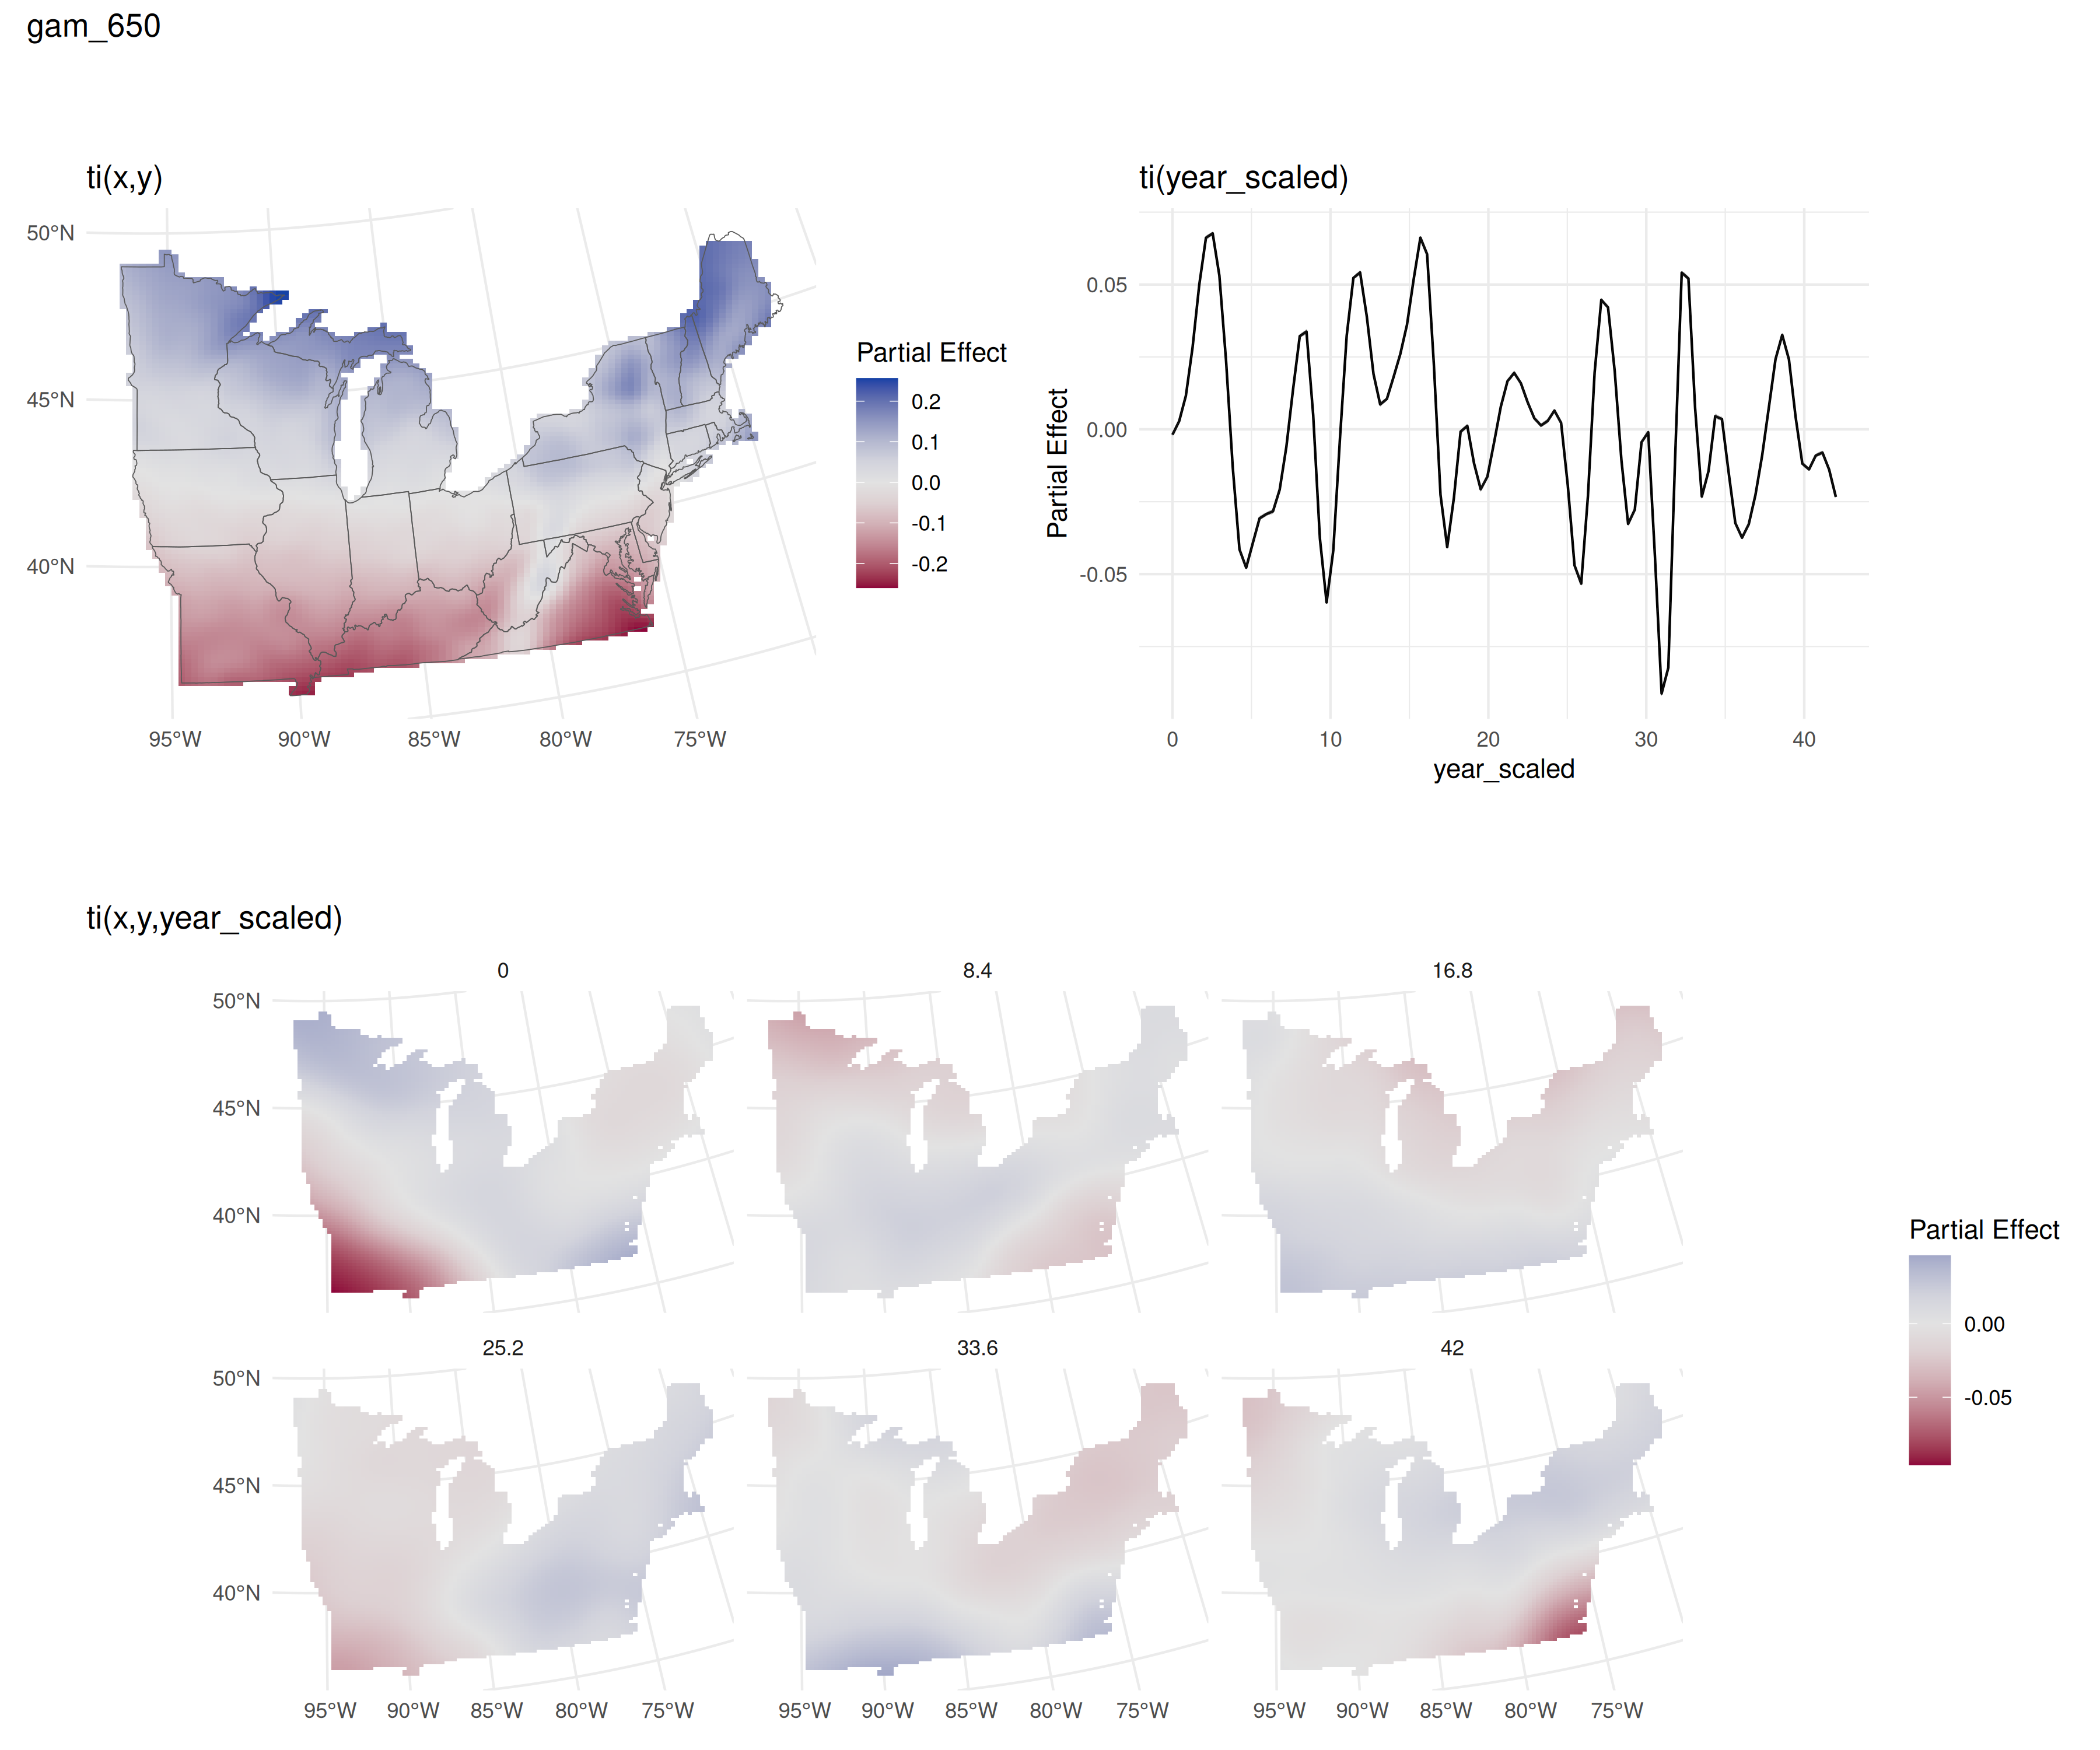 gam_650
ti(x,y)
50°N
45°N
40°N
95°W 90°W 85°W 80°W 75°W
Partial Effect
0.2
0.1
0.0
-0.1
-0.2
ti(year_scaled)
Partial Effect
0.05
0.00
-0.05
0 10 20 30 40
year_scaled
ti(x,y,year_scaled)
0 8.4 16.8
50°N
45°N
40°N
25.2 33.6 42
50°N
45°N
40°N
95°W 90°W 85°W 80°W 75°W 95°W 90°W 85°W 80°W 75°W 95°W 90°W 85°W 80°W 75°W
Partial Effect
0.00
-0.05